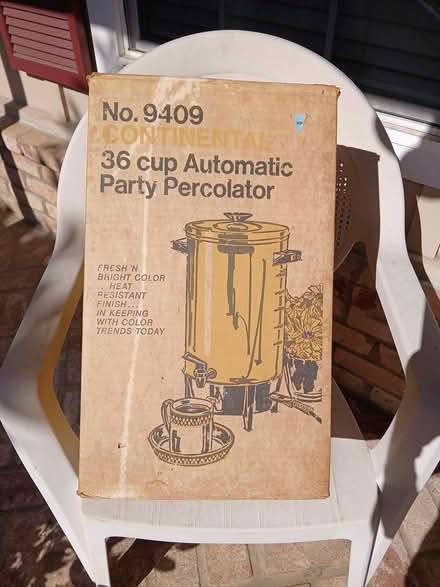 No. 9409
CONTINENTAL
36 cup Automatic
Party Percolator
FRESH 'N
BRIGHT COLOR
... HEAT
RESISTANT
FINISH...
IN KEEPING
WITH COLOR
TRENDS TODAY